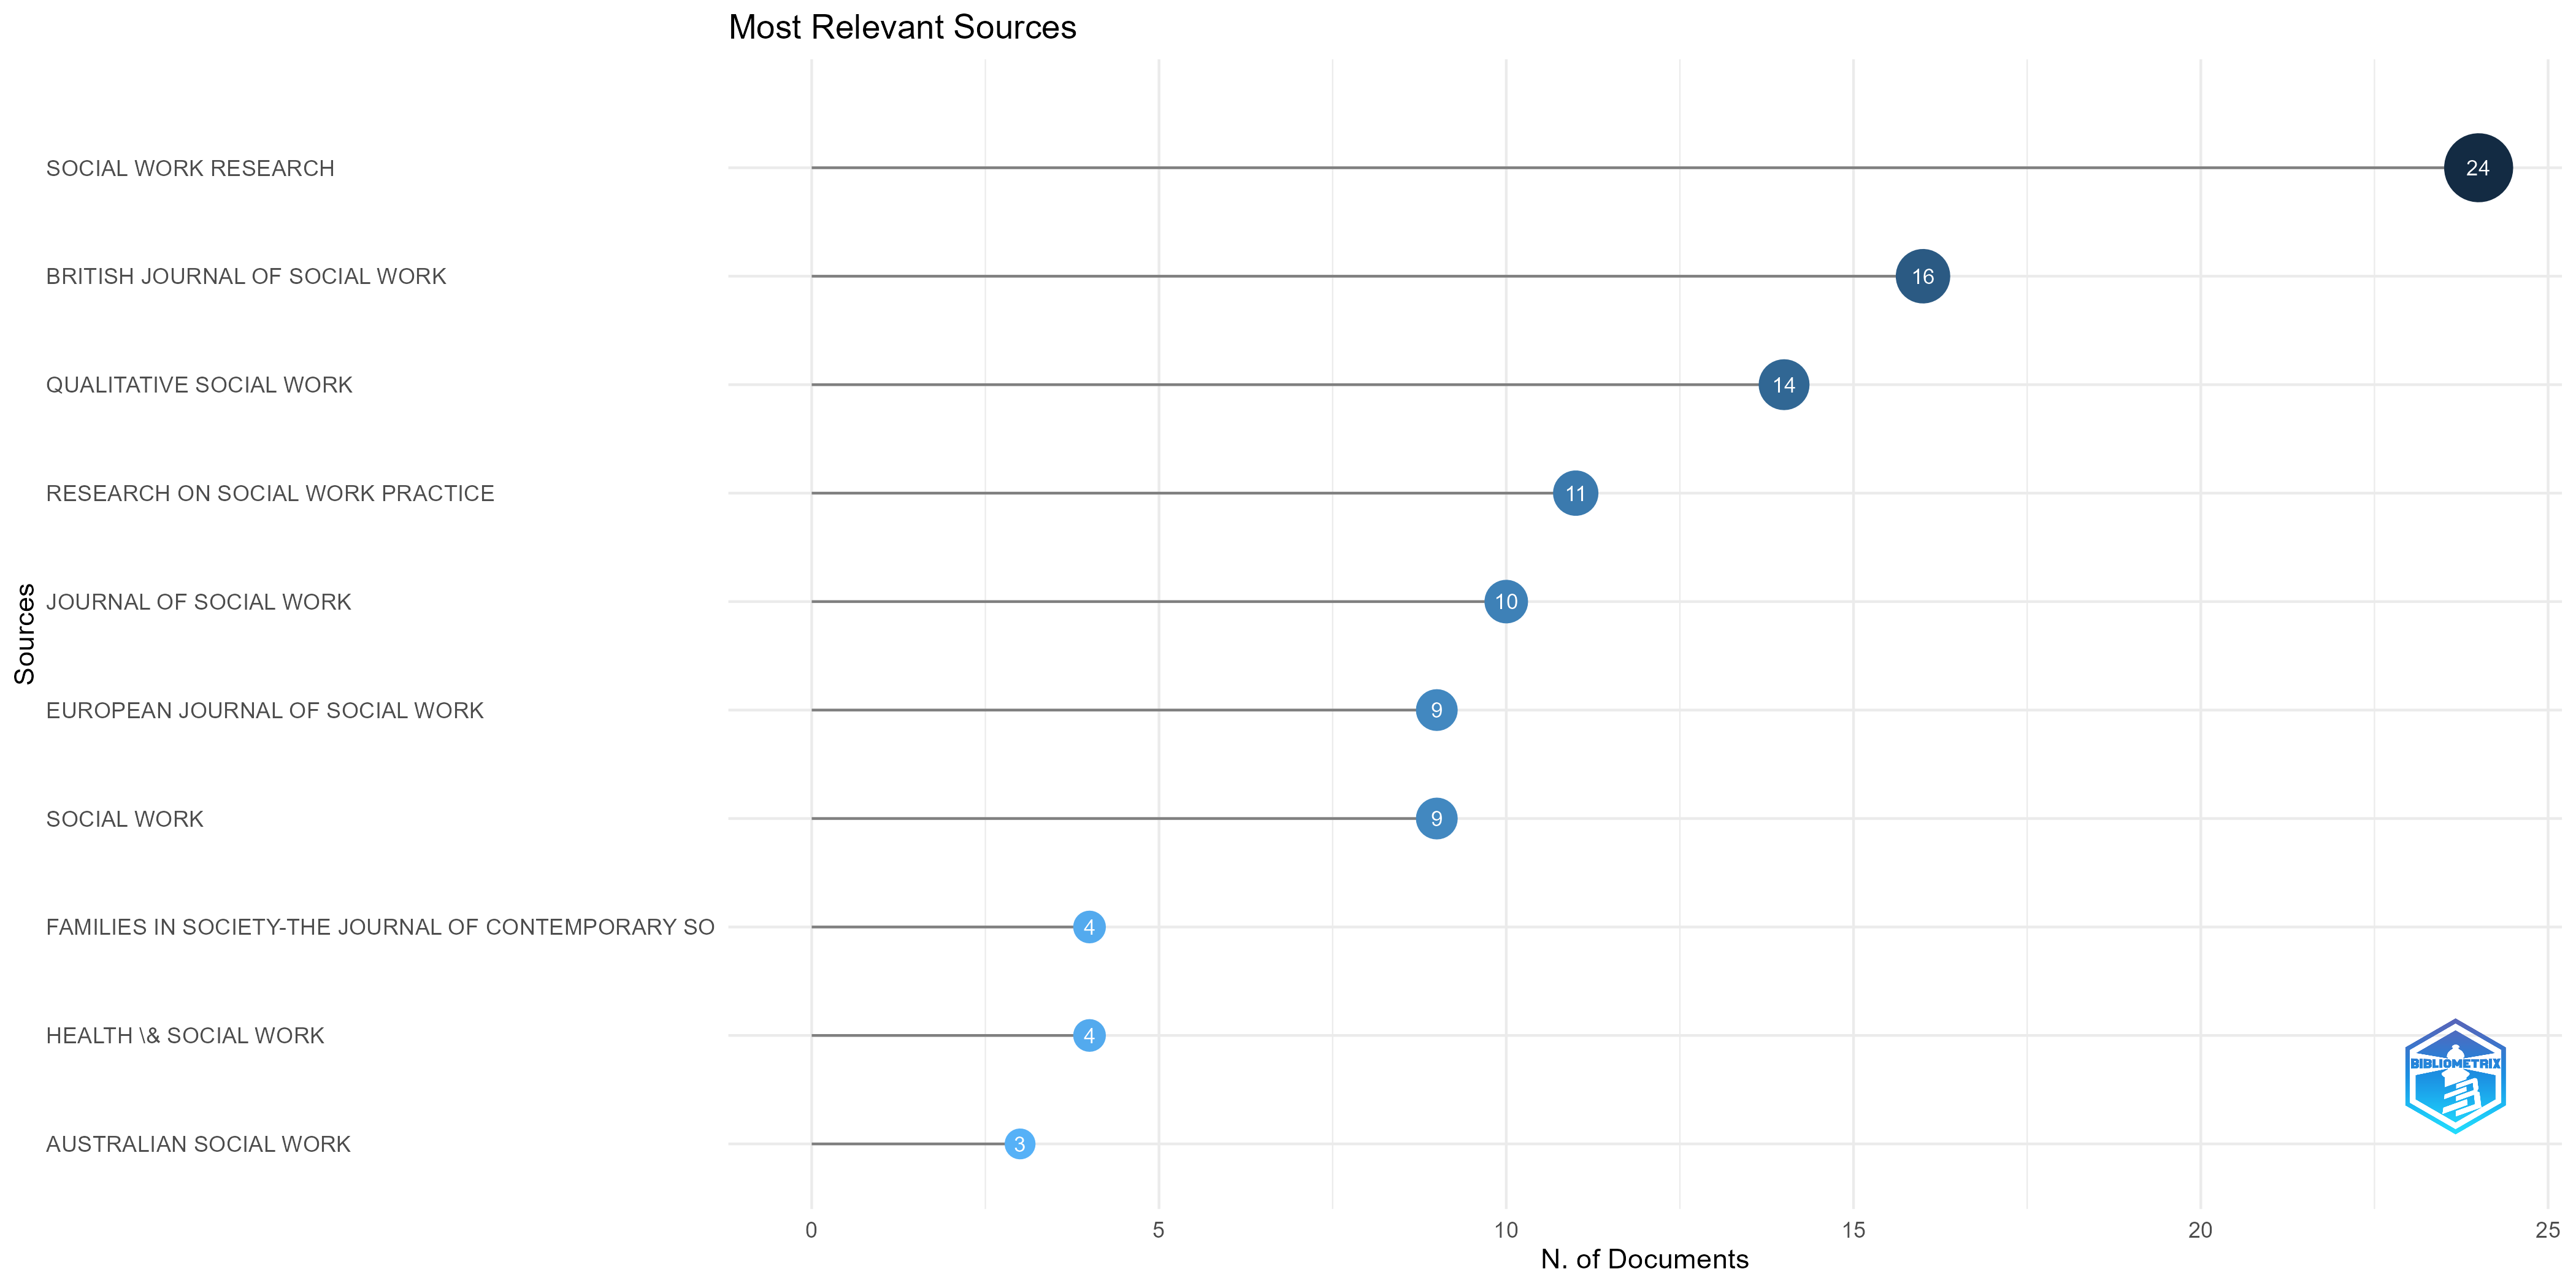 Most Relevant Sources
SOCIAL WORK RESEARCH
24
BRITISH JOURNAL OF SOCIAL WORK
16
QUALITATIVE SOCIAL WORK
14
RESEARCH ON SOCIAL WORK PRACTICE
11
JOURNAL OF SOCIAL WORK
10
EUROPEAN JOURNAL OF SOCIAL WORK
9
SOCIAL WORK
9
FAMILIES IN SOCIETY-THE JOURNAL OF CONTEMPORARY SO
4
HEALTH \& SOCIAL WORK
4
AUSTRALIAN SOCIAL WORK
3
Sources
BIBLIOMETRIX
0 5 10 15 20 25
N. of Documents